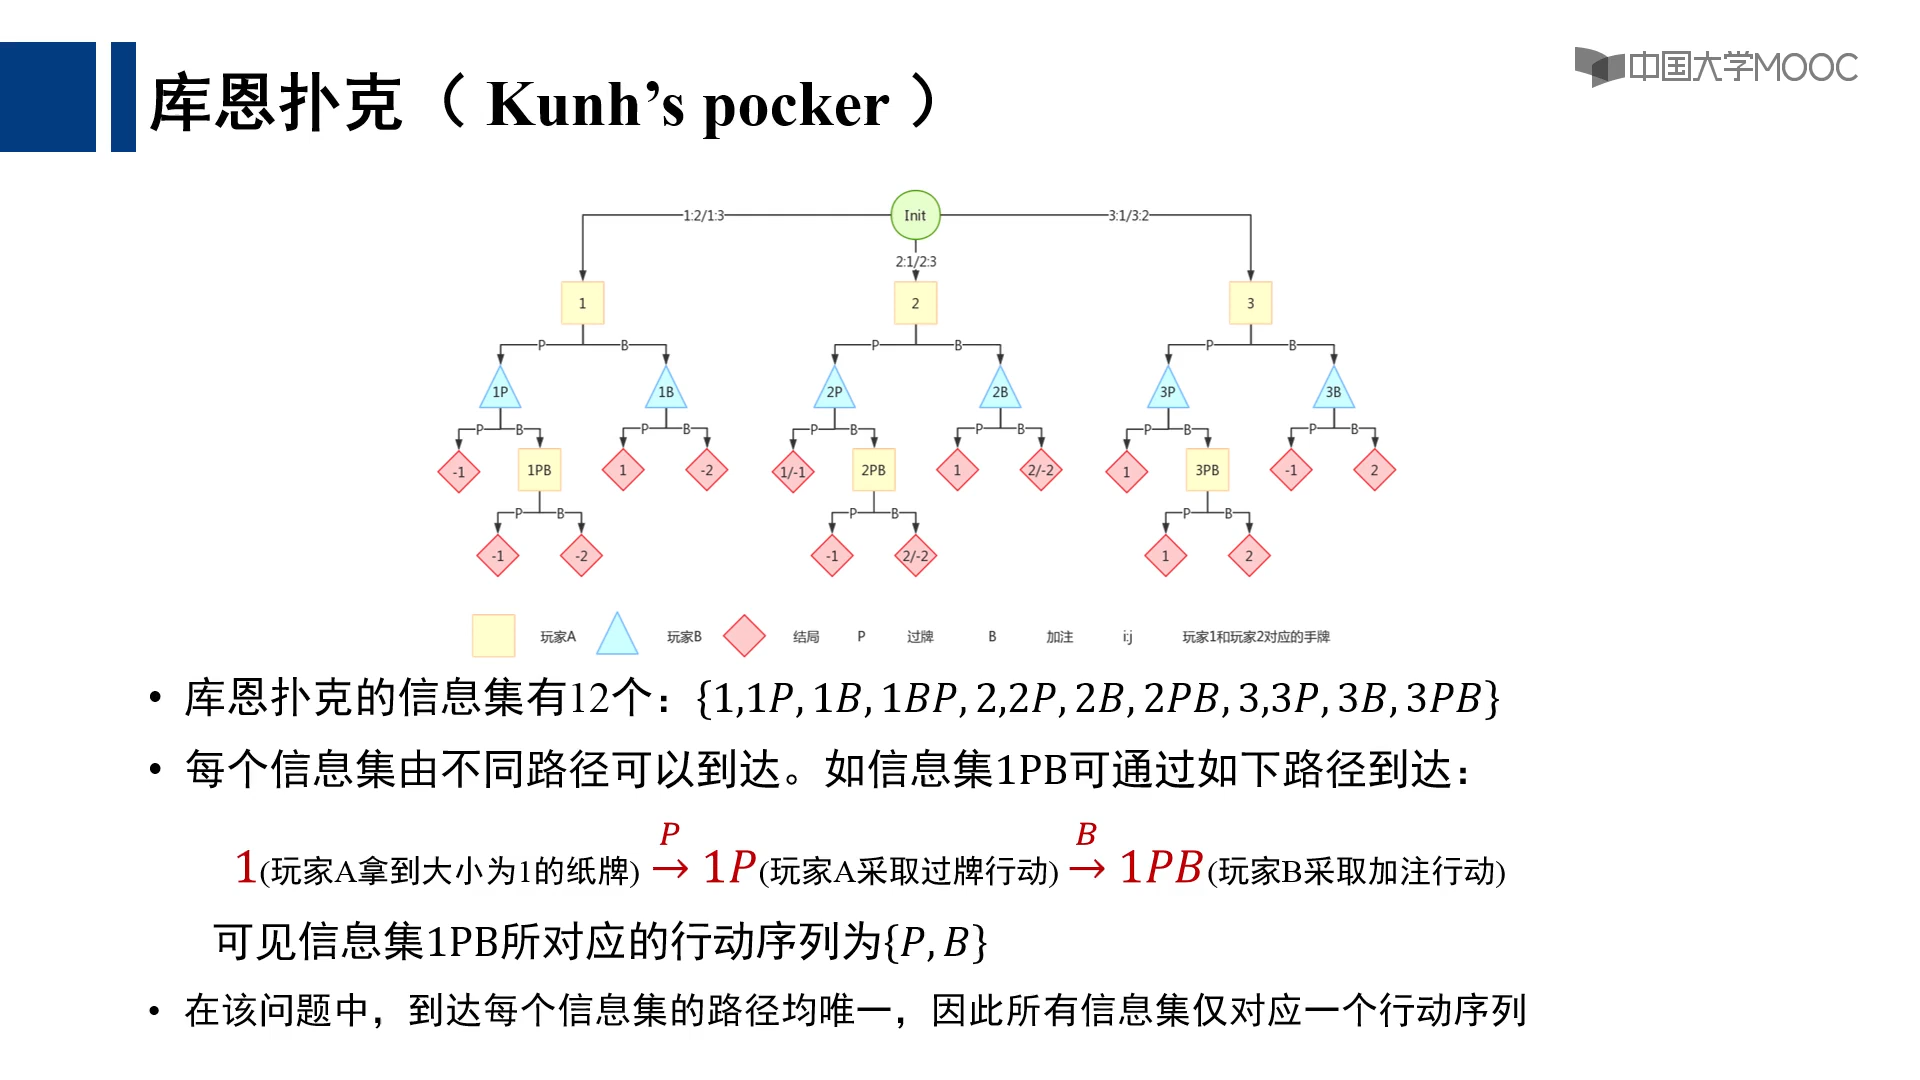 库恩扑克（ Kunh’s pocker ）
中国大学MOOC
Init
1:2/1:3
3:1/3:2
2:1/2:3
1 2 3
P B P B P B
1P 1B 2P 2B 3P 3B
P B P B P B P B P B P B
-1 1PB 1 -2 1/-1 2PB 1 2/-2 1 3PB -1 2
P B P B P B
-1 -2 -1 2/-2 1 2
玩家A 玩家B 结局 P 过牌 B 加注 i:j 玩家1和玩家2对应的手牌
• 库恩扑克的信息集有12个：{1,1P, 1B, 1BP, 2,2P, 2B, 2PB, 3,3P, 3B, 3PB}
• 每个信息集由不同路径可以到达。如信息集1PB可通过如下路径到达：
P B
1(玩家A拿到大小为1的纸牌) → 1P(玩家A采取过牌行动) → 1PB(玩家B采取加注行动)
可见信息集1PB所对应的行动序列为{P, B}
• 在该问题中，到达每个信息集的路径均唯一，因此所有信息集仅对应一个行动序列